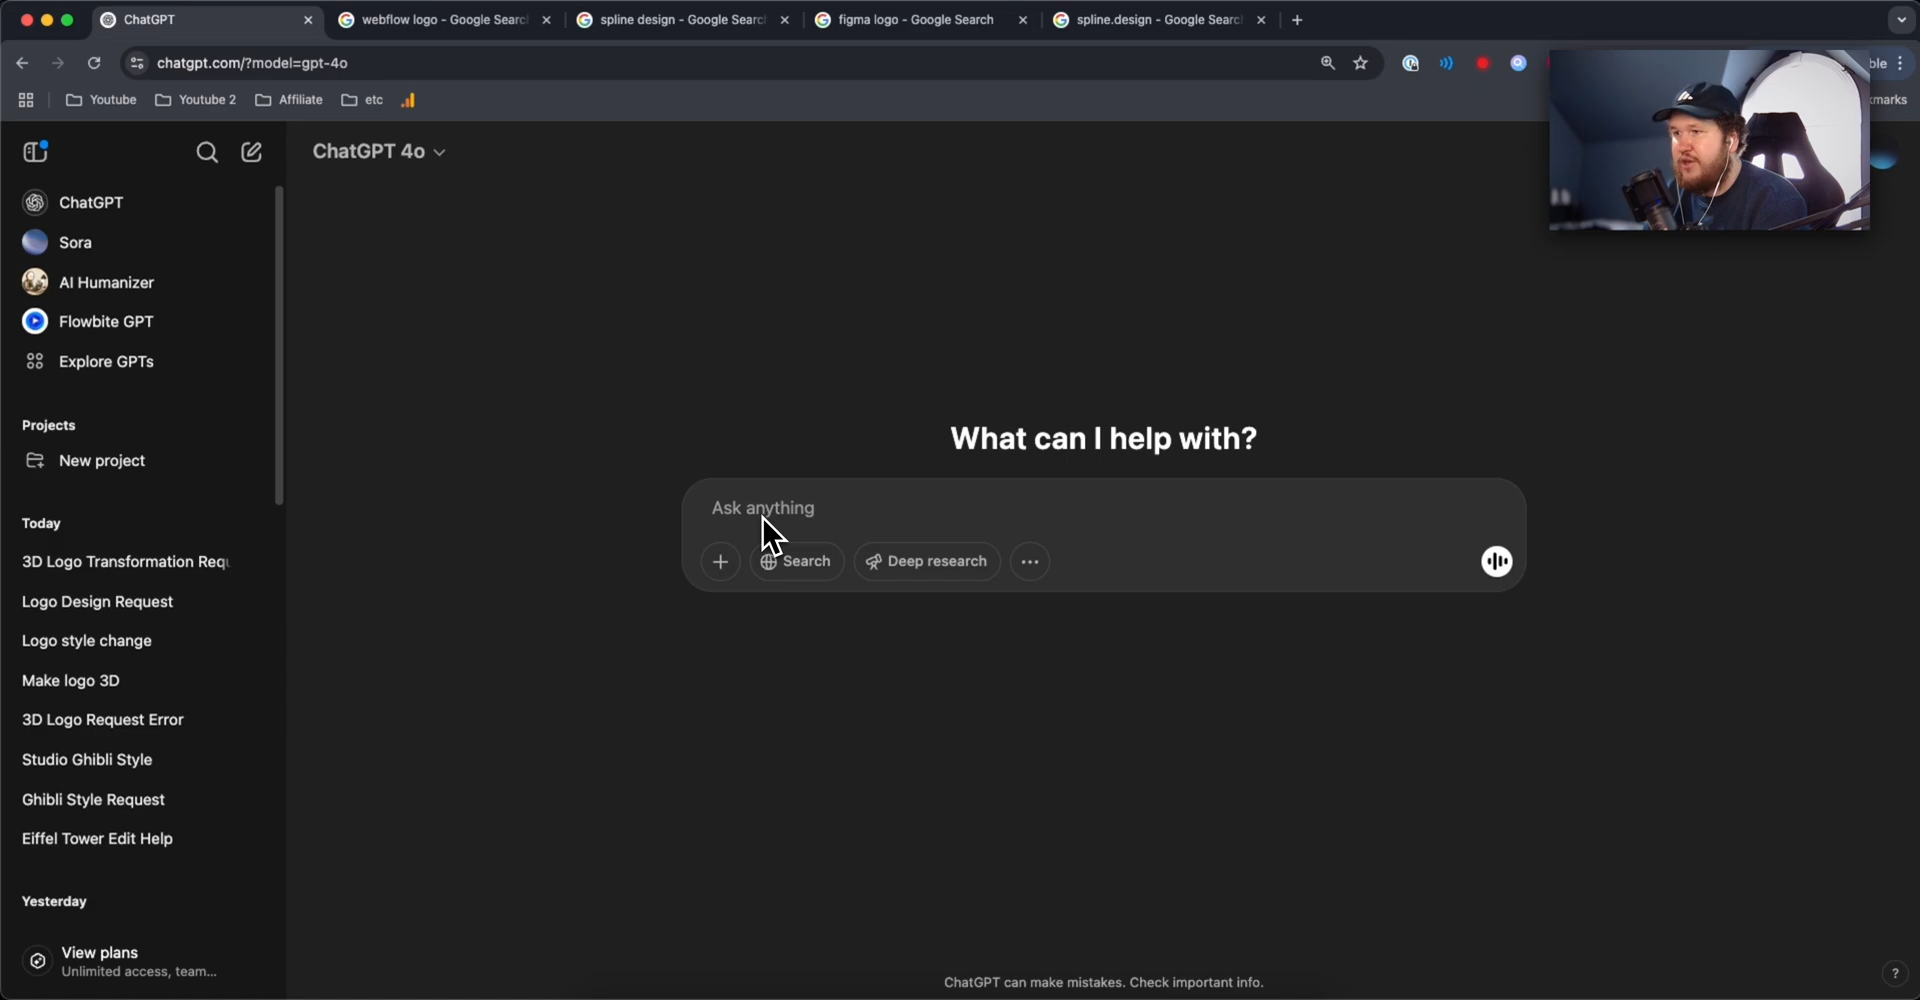 ChatGPT
webflow logo - Google Searc
spline design - Google Searc
figma logo - Google Search
spline.design - Google Searc
chatgpt.com/?model=gpt-4o
ble
Youtube
Youtube 2
Affiliate
etc
kmarks
ChatGPT 4o
ChatGPT
Sora
AI Humanizer
Flowbite GPT
Explore GPTs
Projects
New project
Today
3D Logo Transformation Requ
Logo Design Request
Logo style change
Make logo 3D
3D Logo Request Error
Studio Ghibli Style
Ghibli Style Request
Eiffel Tower Edit Help
Yesterday
View plans
Unlimited access, team...
What can I help with?
Ask anything
Search
Deep research
ChatGPT can make mistakes. Check important info.
?